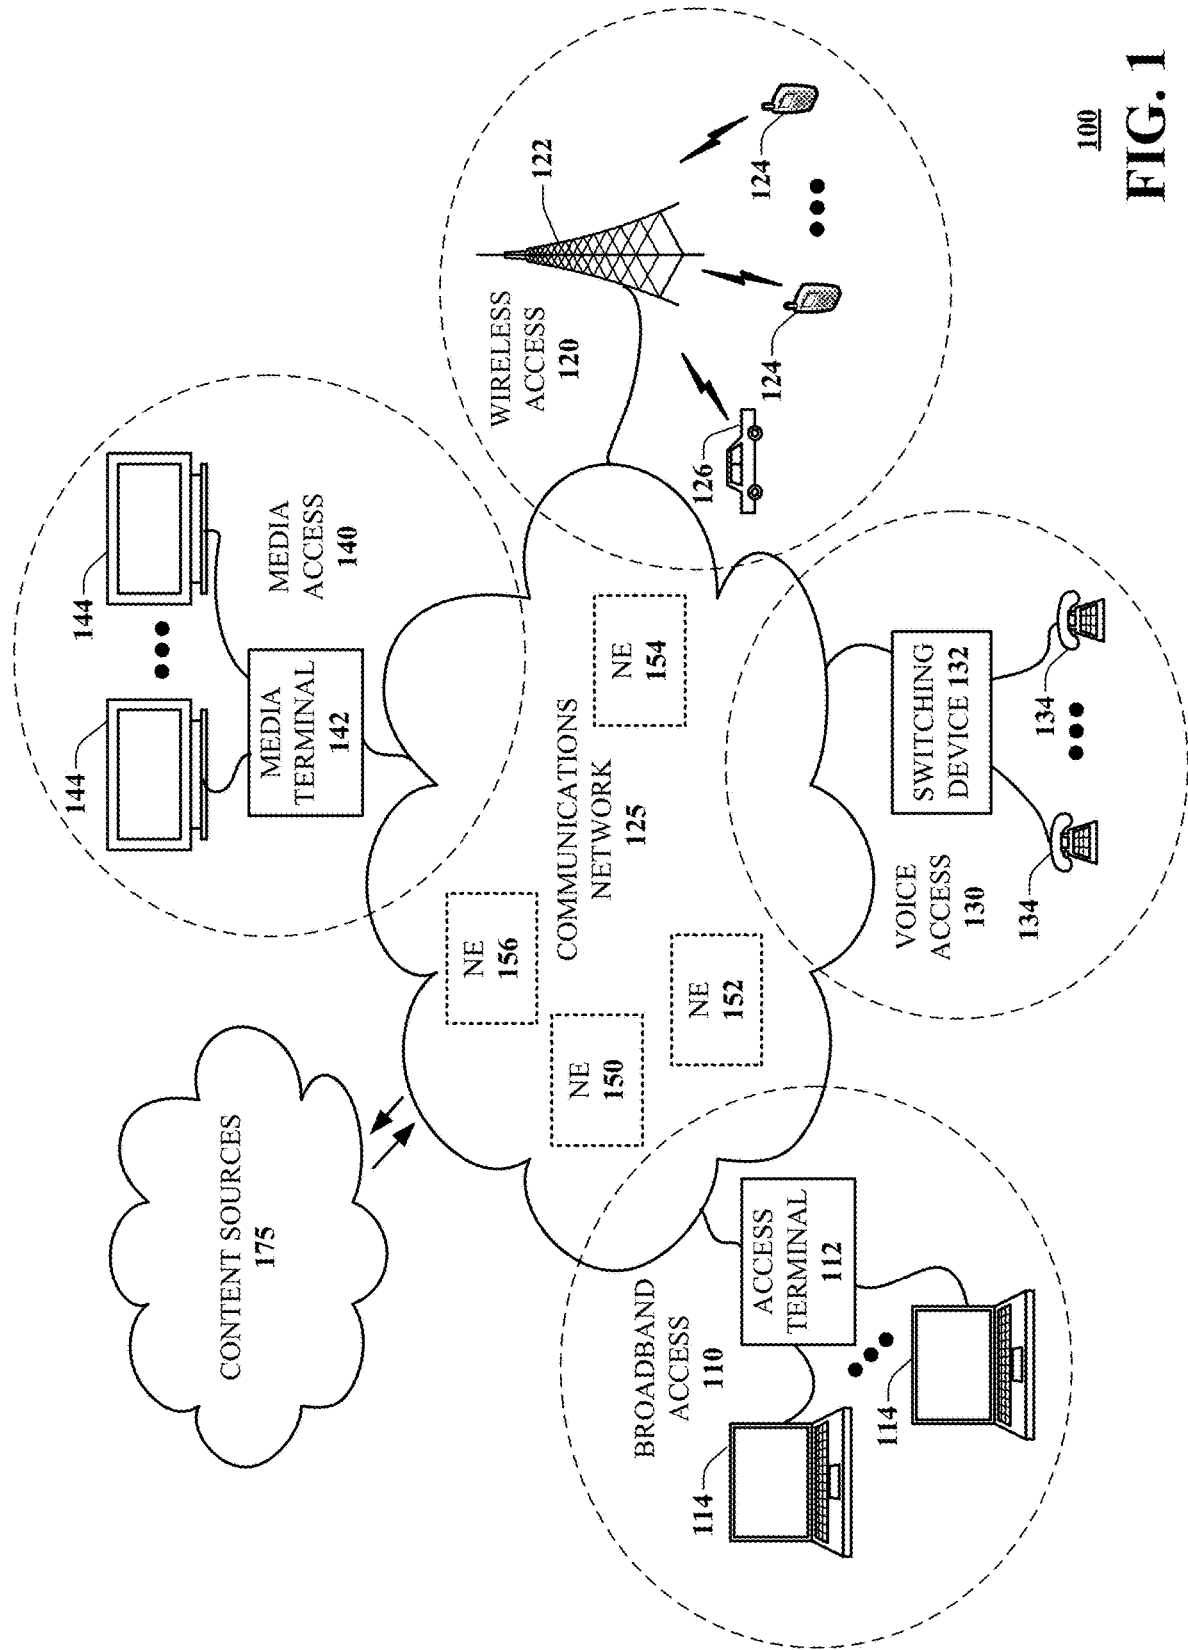 CONTENT SOURCES
175
144
144
MEDIA
TERMINAL
142
MEDIA
ACCESS
140
NE
156
NE
150
NE
152
COMMUNICATIONS
NETWORK
125
NE
154
WIRELESS
ACCESS
120
122
124
124
126
BROADBAND
ACCESS
110
ACCESS
TERMINAL
112
114
114
VOICE
ACCESS
130
SWITCHING
DEVICE 132
134
134
100
FIG. 1